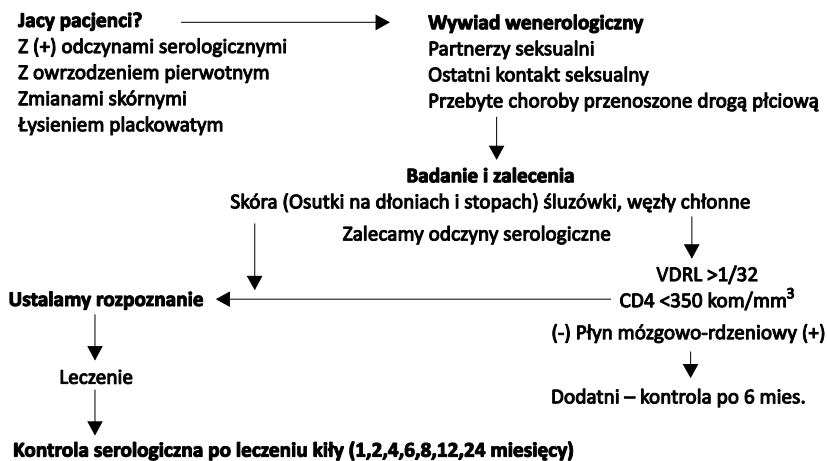 Jacy pacjenci?
Z (+) odczynami serologicznymi
Z owrzodzeniem pierwotnym
Zmianami skórnymi
Łysieniem plackowatym
Wywiad wenerologiczny
Partnerzy seksualni
Ostatni kontakt seksualny
Przebyte choroby przenoszone drogą płciową
Badanie i zalecenia
Skóra (Osutki na dłoniach i stopach) śluzówki, węzły chłonne
Zalecamy odczyny serologiczne
VDRL >1/32
CD4 <350 kom/mm³
(-) Płyn mózgowo-rdzeniowy (+)
Dodatni – kontrola po 6 mies.
Ustalamy rozpoznanie
Leczenie
Kontrola serologiczna po leczeniu kiły (1,2,4,6,8,12,24 miesięcy)